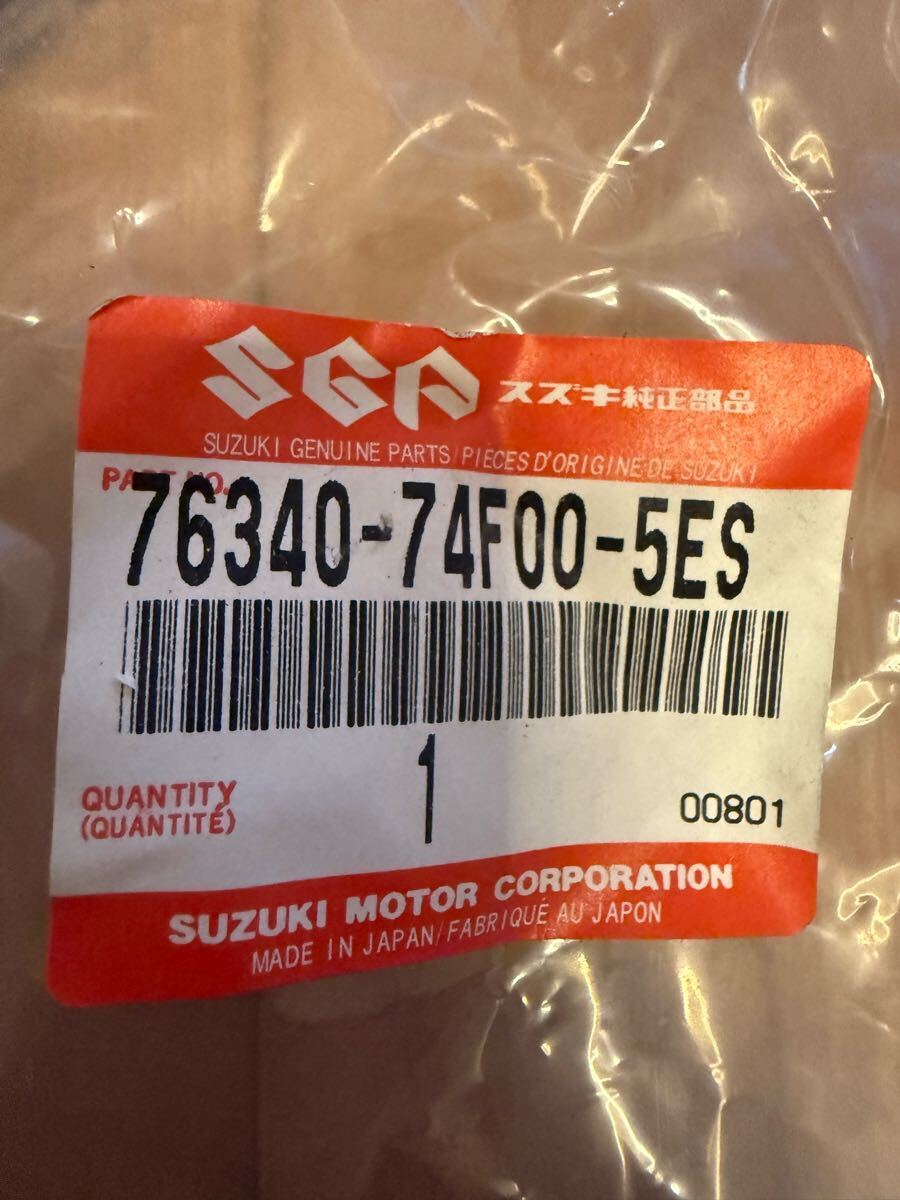 SGP スズキ純正部品
SUZUKI GENUINE PARTS/PIÈCES D'ORIGINE DE SUZUKI
PART NO.
76340-74F00-5ES
1
QUANTITY
(QUANTITÉ)
00801
SUZUKI MOTOR CORPORATION
MADE IN JAPAN/FABRIQUÉ AU JAPON